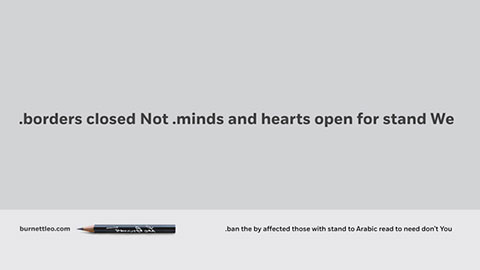 .borders closed Not .minds and hearts open for stand We
burnettleo.com
.ban the by affected those with stand to Arabic read to need don't You